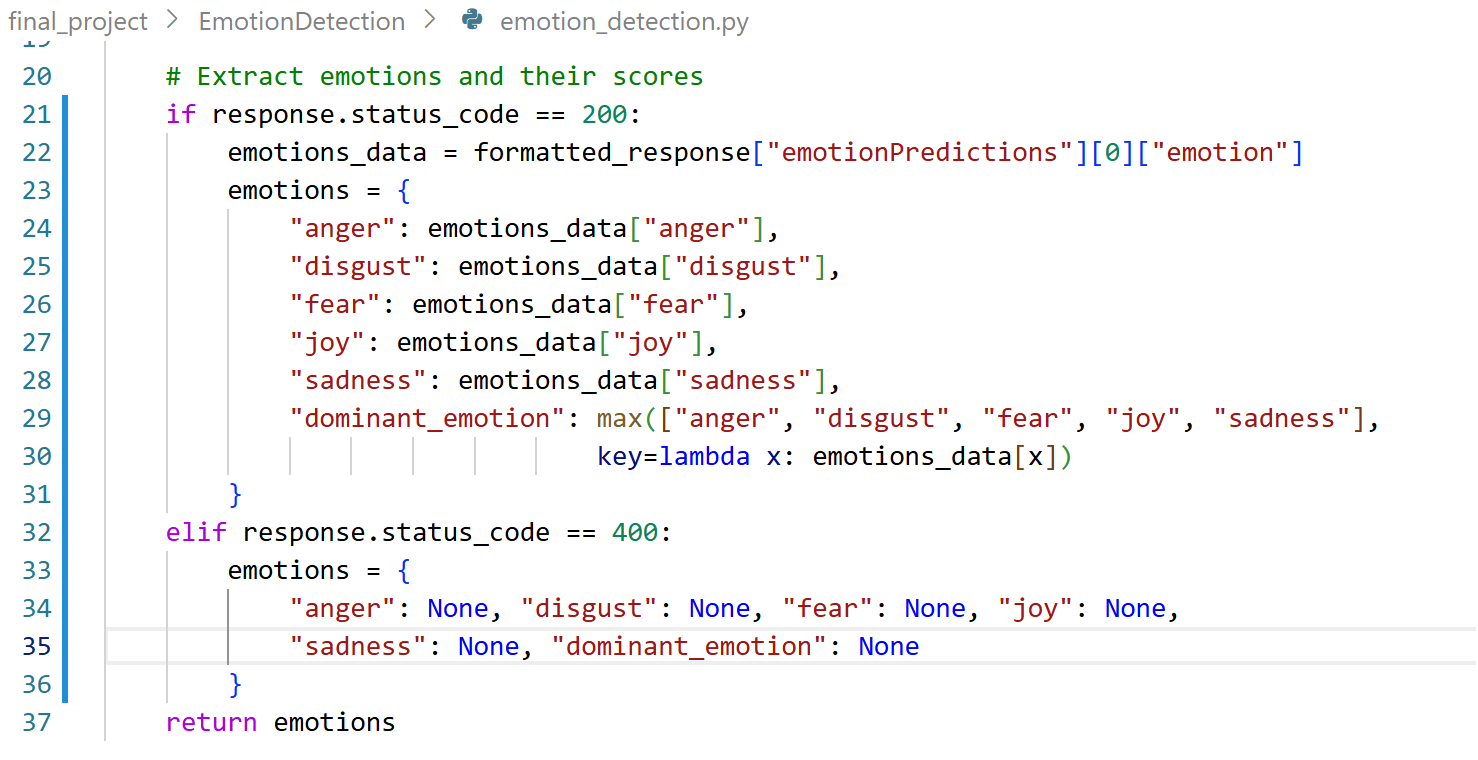 final_project > EmotionDetection > emotion_detection.py
19
20 # Extract emotions and their scores
21 if response.status_code == 200:
22 emotions_data = formatted_response["emotionPredictions"][0]["emotion"]
23 emotions = {
24 "anger": emotions_data["anger"],
25 "disgust": emotions_data["disgust"],
26 "fear": emotions_data["fear"],
27 "joy": emotions_data["joy"],
28 "sadness": emotions_data["sadness"],
29 "dominant_emotion": max(["anger", "disgust", "fear", "joy", "sadness"],
30 key=lambda x: emotions_data[x])
31 }
32 elif response.status_code == 400:
33 emotions = {
34 "anger": None, "disgust": None, "fear": None, "joy": None,
35 "sadness": None, "dominant_emotion": None
36 }
37 return emotions